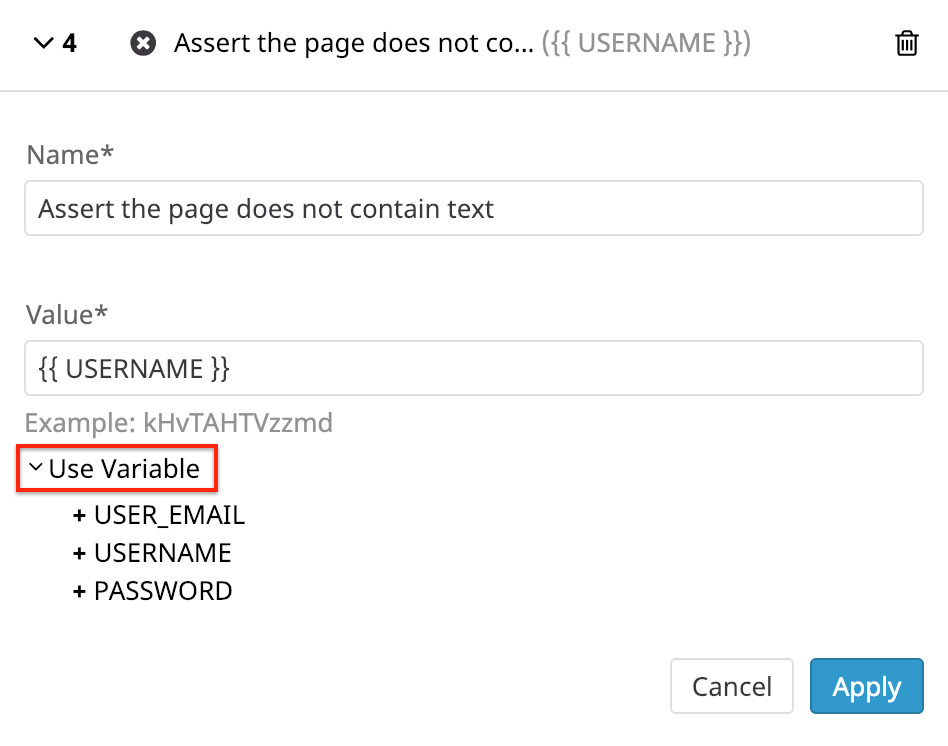 4 Assert the page does not co... ({{ USERNAME }})
Name*
Assert the page does not contain text
Value*
{{ USERNAME }}
Example: kHvTAHTVzzmd
Use Variable
+ USER_EMAIL
+ USERNAME
+ PASSWORD
Cancel Apply